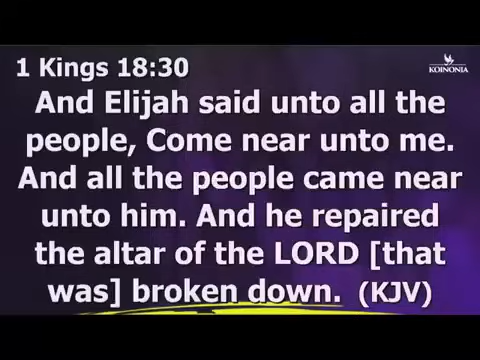 KOINONIA
1 Kings 18:30
And Elijah said unto all the
people, Come near unto me.
And all the people came near
unto him. And he repaired
the altar of the LORD [that
was] broken down. (KJV)